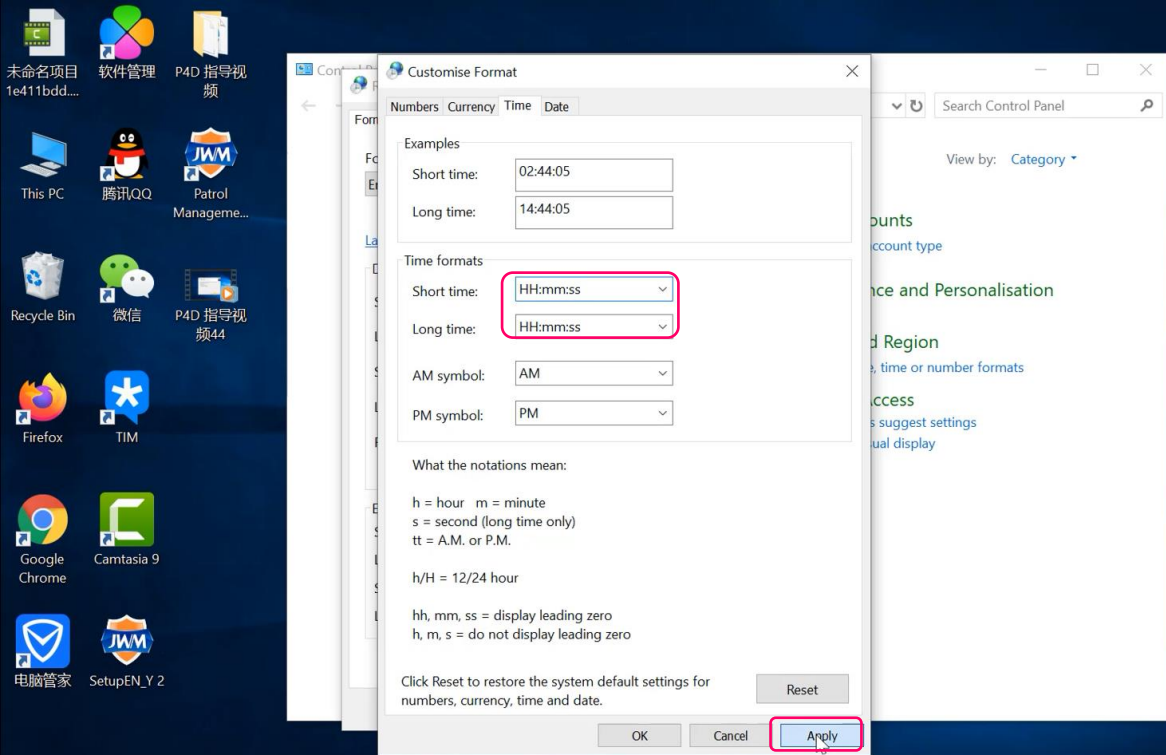 未命名项目
1e411bdd....
软件管理
P4D 指导视
频
This PC
腾讯QQ
JWM
Patrol
Manageme...
Recycle Bin
微信
P4D 指导视
频44
Firefox
TIM
Google
Chrome
Camtasia 9
电脑管家
JWM
SetupEN_Y 2
Search Control Panel
View by: Category
ounts
ccount type
nce and Personalisation
d Region
e, time or number formats
ccess
s suggest settings
ual display
Customise Format
Numbers Currency Time Date
Examples
Short time: 02:44:05
Long time: 14:44:05
Time formats
Short time: HH:mm:ss
Long time: HH:mm:ss
AM symbol: AM
PM symbol: PM
What the notations mean:
h = hour m = minute
s = second (long time only)
tt = A.M. or P.M.
h/H = 12/24 hour
hh, mm, ss = display leading zero
h, m, s = do not display leading zero
Click Reset to restore the system default settings for
numbers, currency, time and date.
Reset
OK Cancel Apply